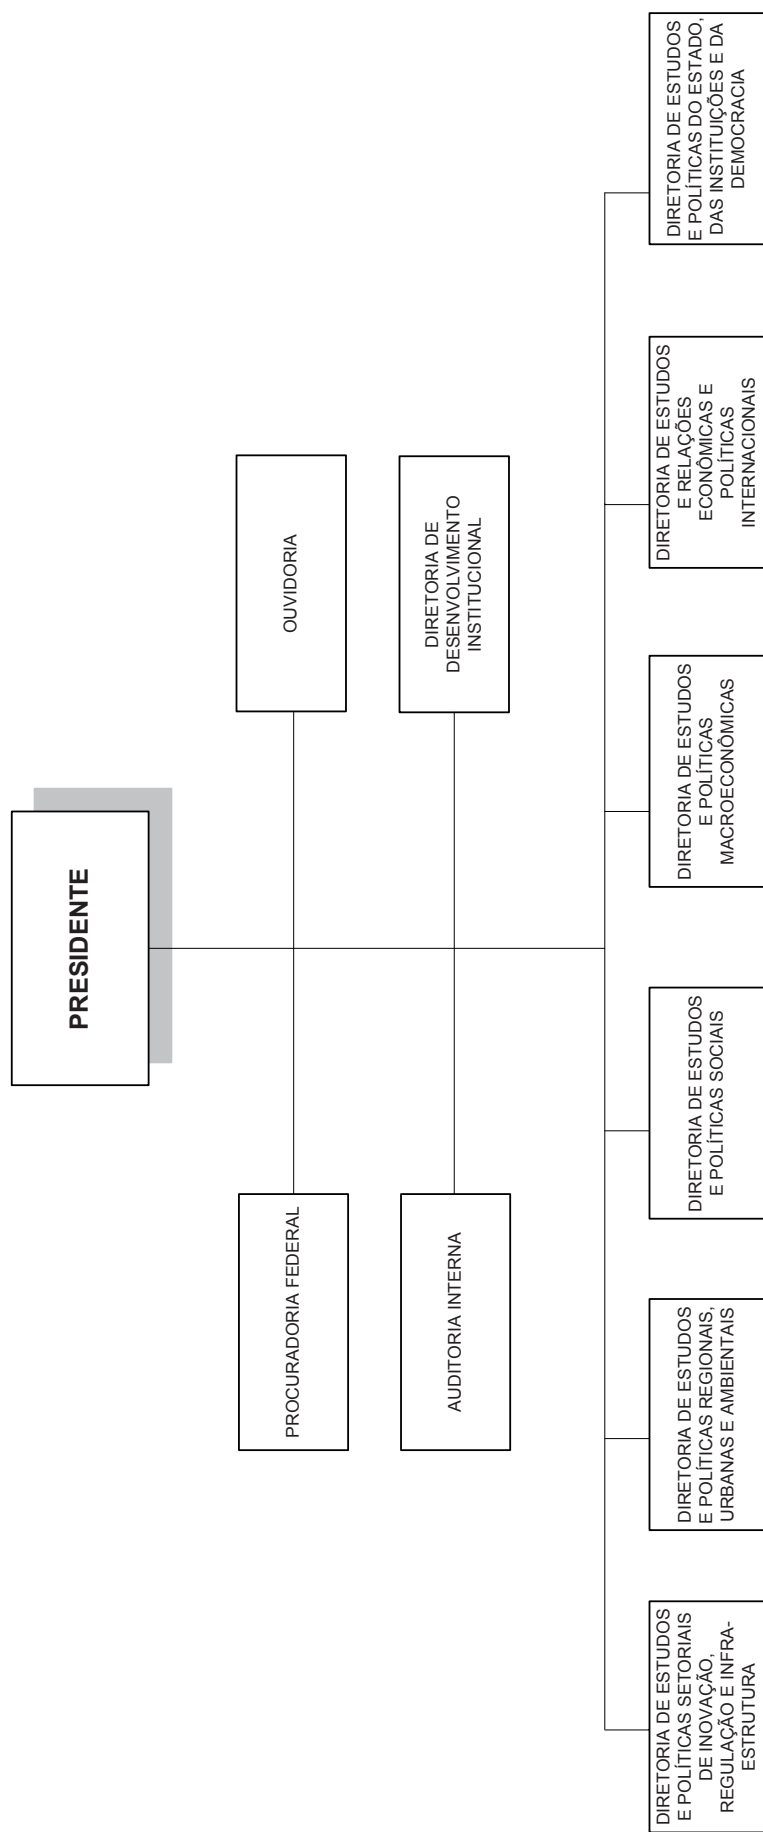 PRESIDENTE
PROCURADORIA FEDERAL
OUVIDORIA
AUDITORIA INTERNA
DIRETORIA DE
DESENVOLVIMENTO
INSTITUCIONAL
DIRETORIA DE ESTUDOS
E POLÍTICAS SETORIAIS
DE INOVAÇÃO,
REGULAÇÃO E INFRA-
ESTRUTURA
DIRETORIA DE ESTUDOS
E POLÍTICAS REGIONAIS,
URBANAS E AMBIENTAIS
DIRETORIA DE ESTUDOS
E POLÍTICAS SOCIAIS
DIRETORIA DE ESTUDOS
E POLÍTICAS
MACROECONÔMICAS
DIRETORIA DE ESTUDOS
E RELAÇÕES
ECONÔMICAS E
POLÍTICAS
INTERNACIONAIS
DIRETORIA DE ESTUDOS
E POLÍTICAS DO ESTADO,
DAS INSTITUIÇÕES E DA
DEMOCRACIA